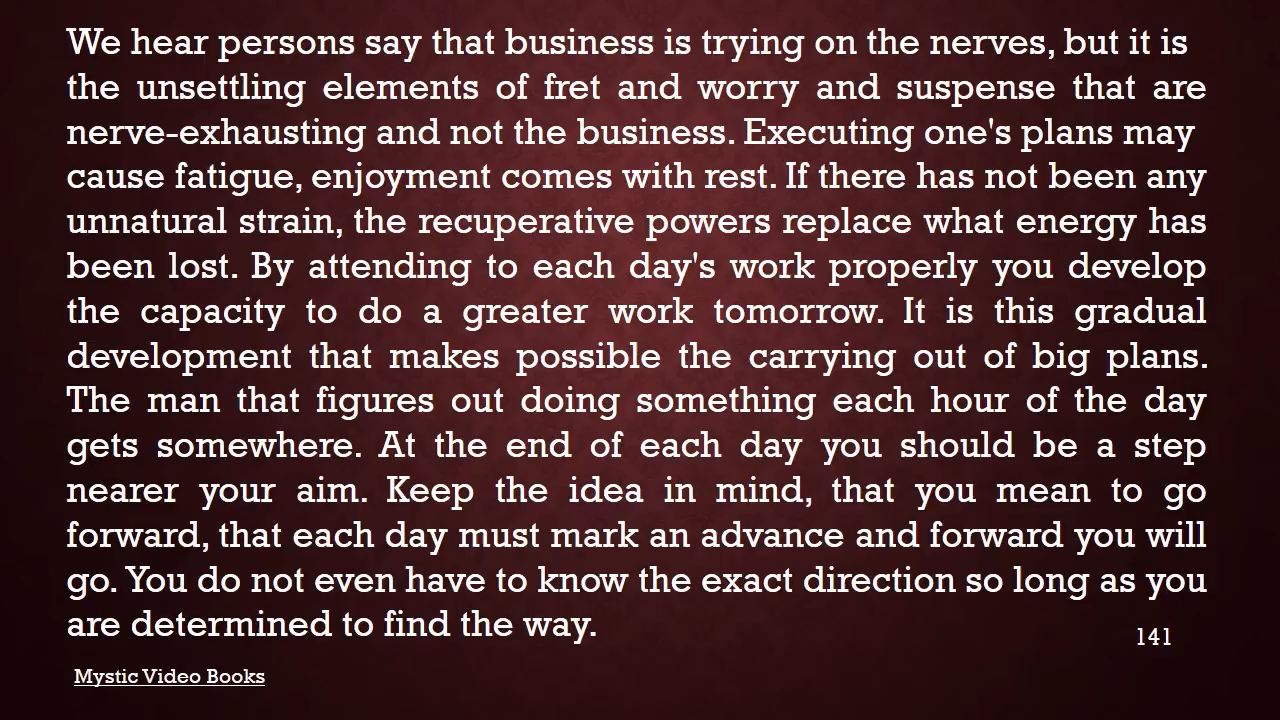 We hear persons say that business is trying on the nerves, but it is
the unsettling elements of fret and worry and suspense that are
nerve-exhausting and not the business. Executing one's plans may
cause fatigue, enjoyment comes with rest. If there has not been any
unnatural strain, the recuperative powers replace what energy has
been lost. By attending to each day's work properly you develop
the capacity to do a greater work tomorrow. It is this gradual
development that makes possible the carrying out of big plans.
The man that figures out doing something each hour of the day
gets somewhere. At the end of each day you should be a step
nearer your aim. Keep the idea in mind, that you mean to go
forward, that each day must mark an advance and forward you will
go. You do not even have to know the exact direction so long as you
are determined to find the way.
141
Mystic Video Books